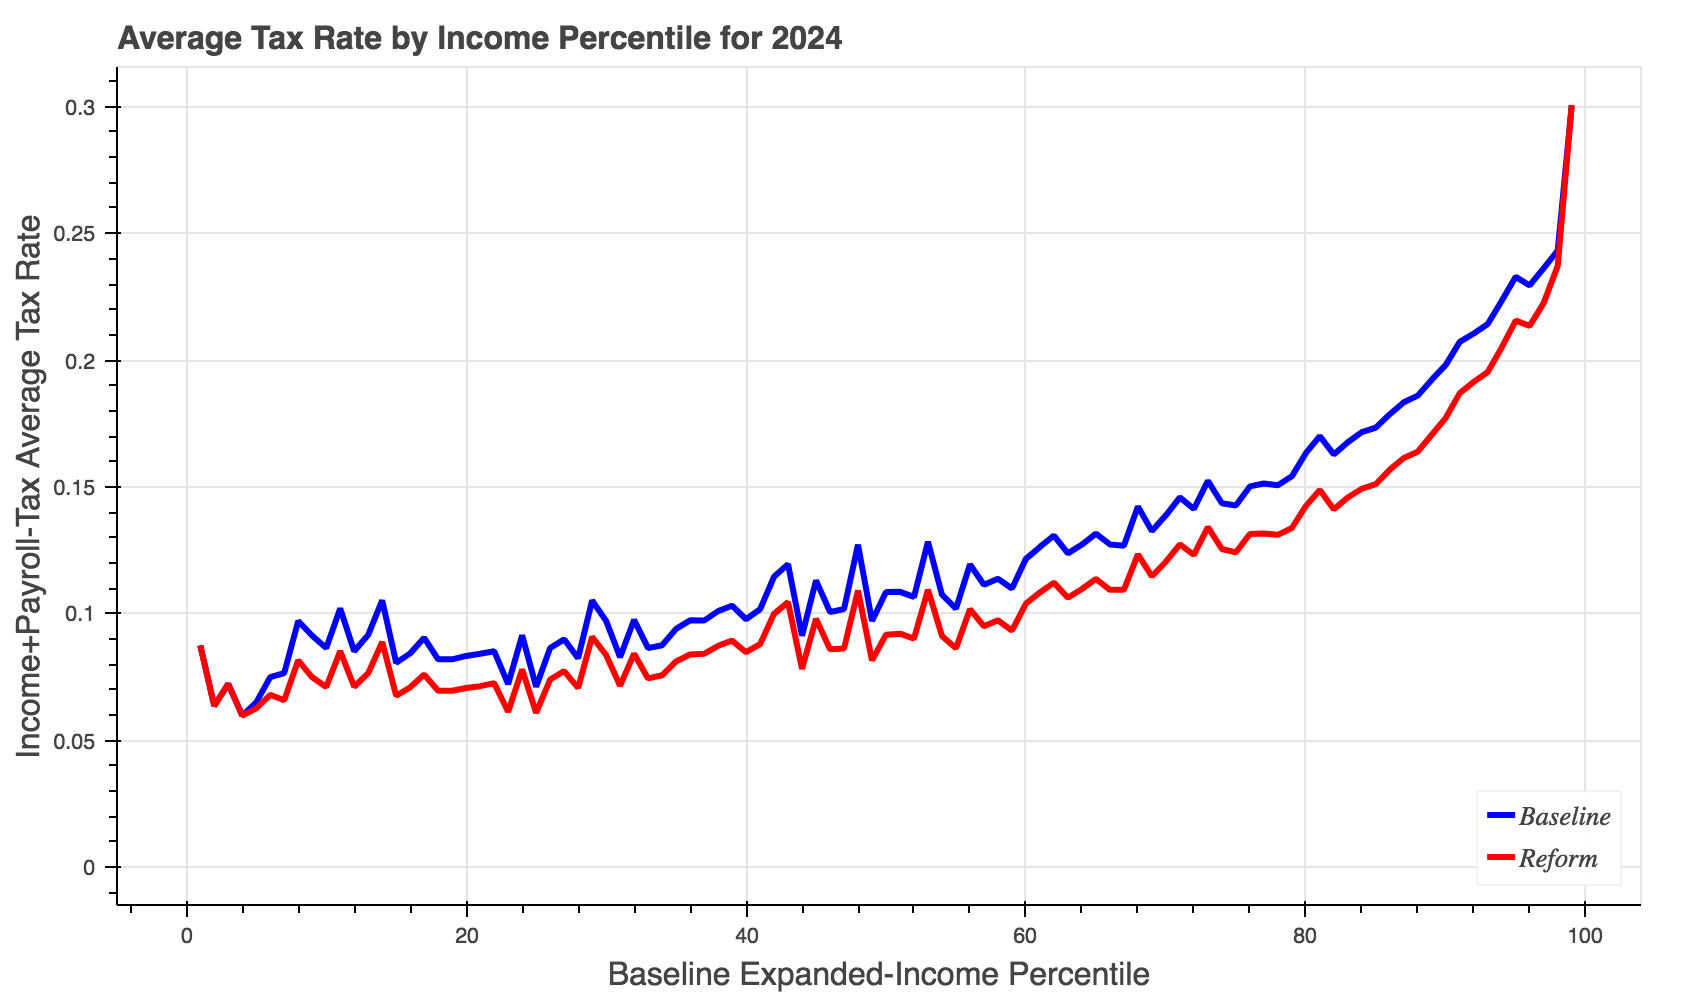 Average Tax Rate by Income Percentile for 2024
Income+Payroll-Tax Average Tax Rate
0.3
0.25
0.2
0.15
0.1
0.05
0
Baseline
Reform
0
20
40
60
80
100
Baseline Expanded-Income Percentile